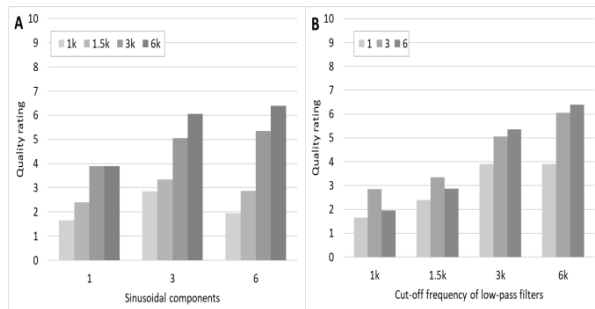 A
1k 1.5k 3k 6k
Quality rating
10
9
8
7
6
5
4
3
2
1
0
1 3 6
Sinusoidal components
B
1 3 6
Quality rating
10
9
8
7
6
5
4
3
2
1
0
1k 1.5k 3k 6k
Cut-off frequency of low-pass filters